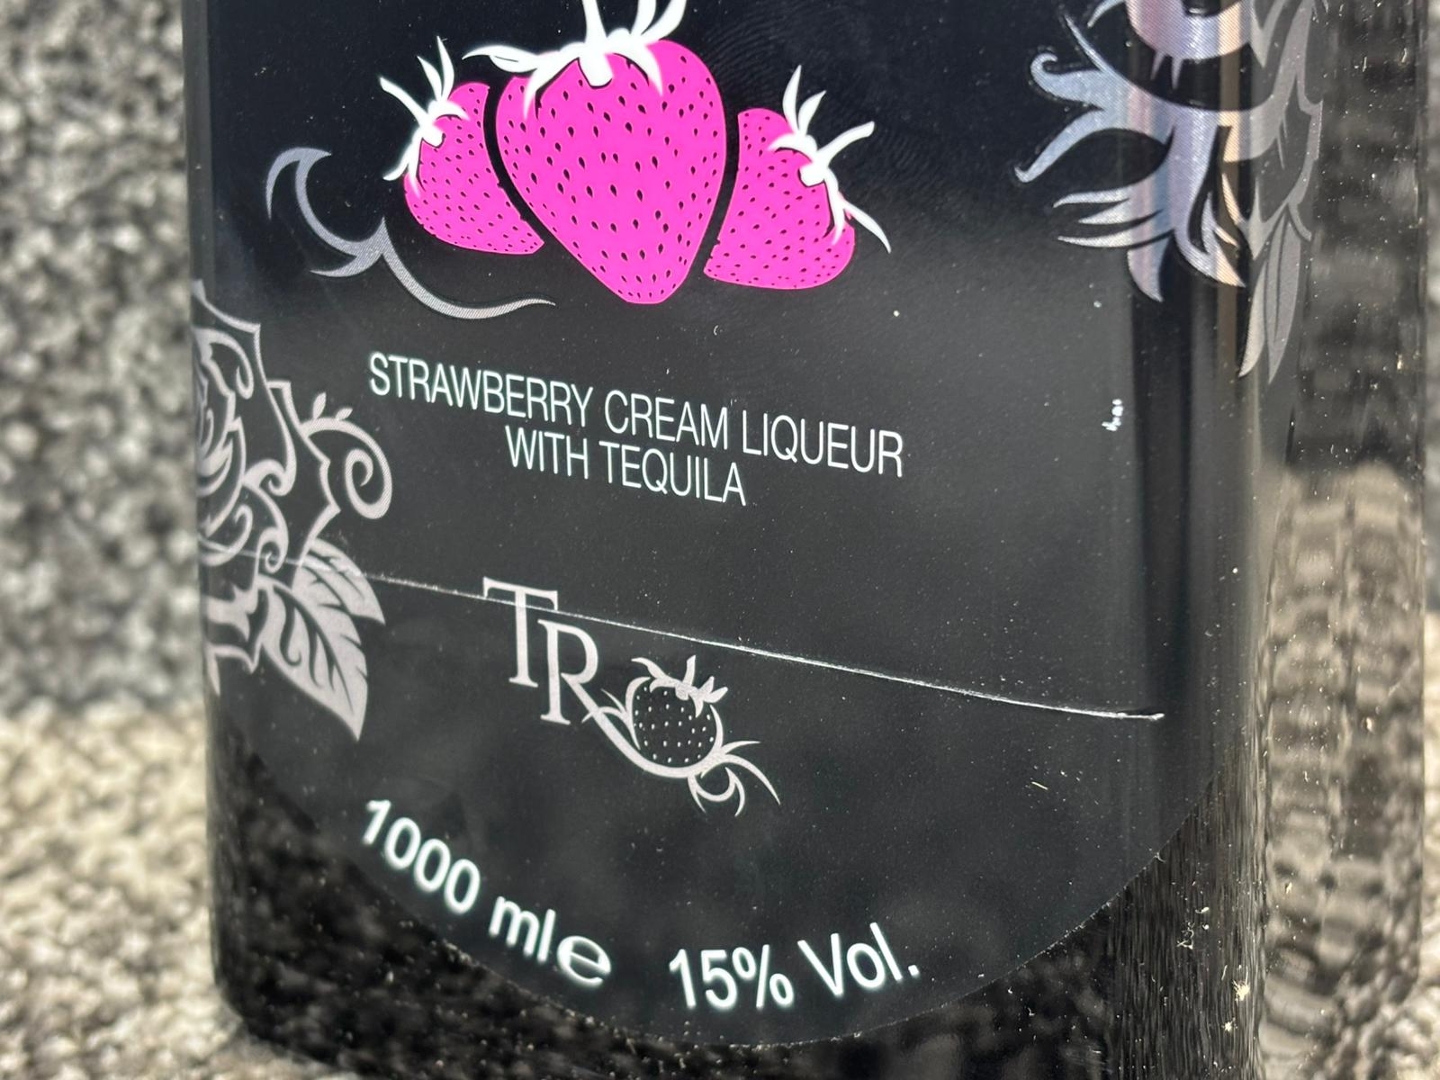 STRAWBERRY CREAM LIQUEUR
WITH TEQUILA
TR
1000 ml℮ 15% Vol.